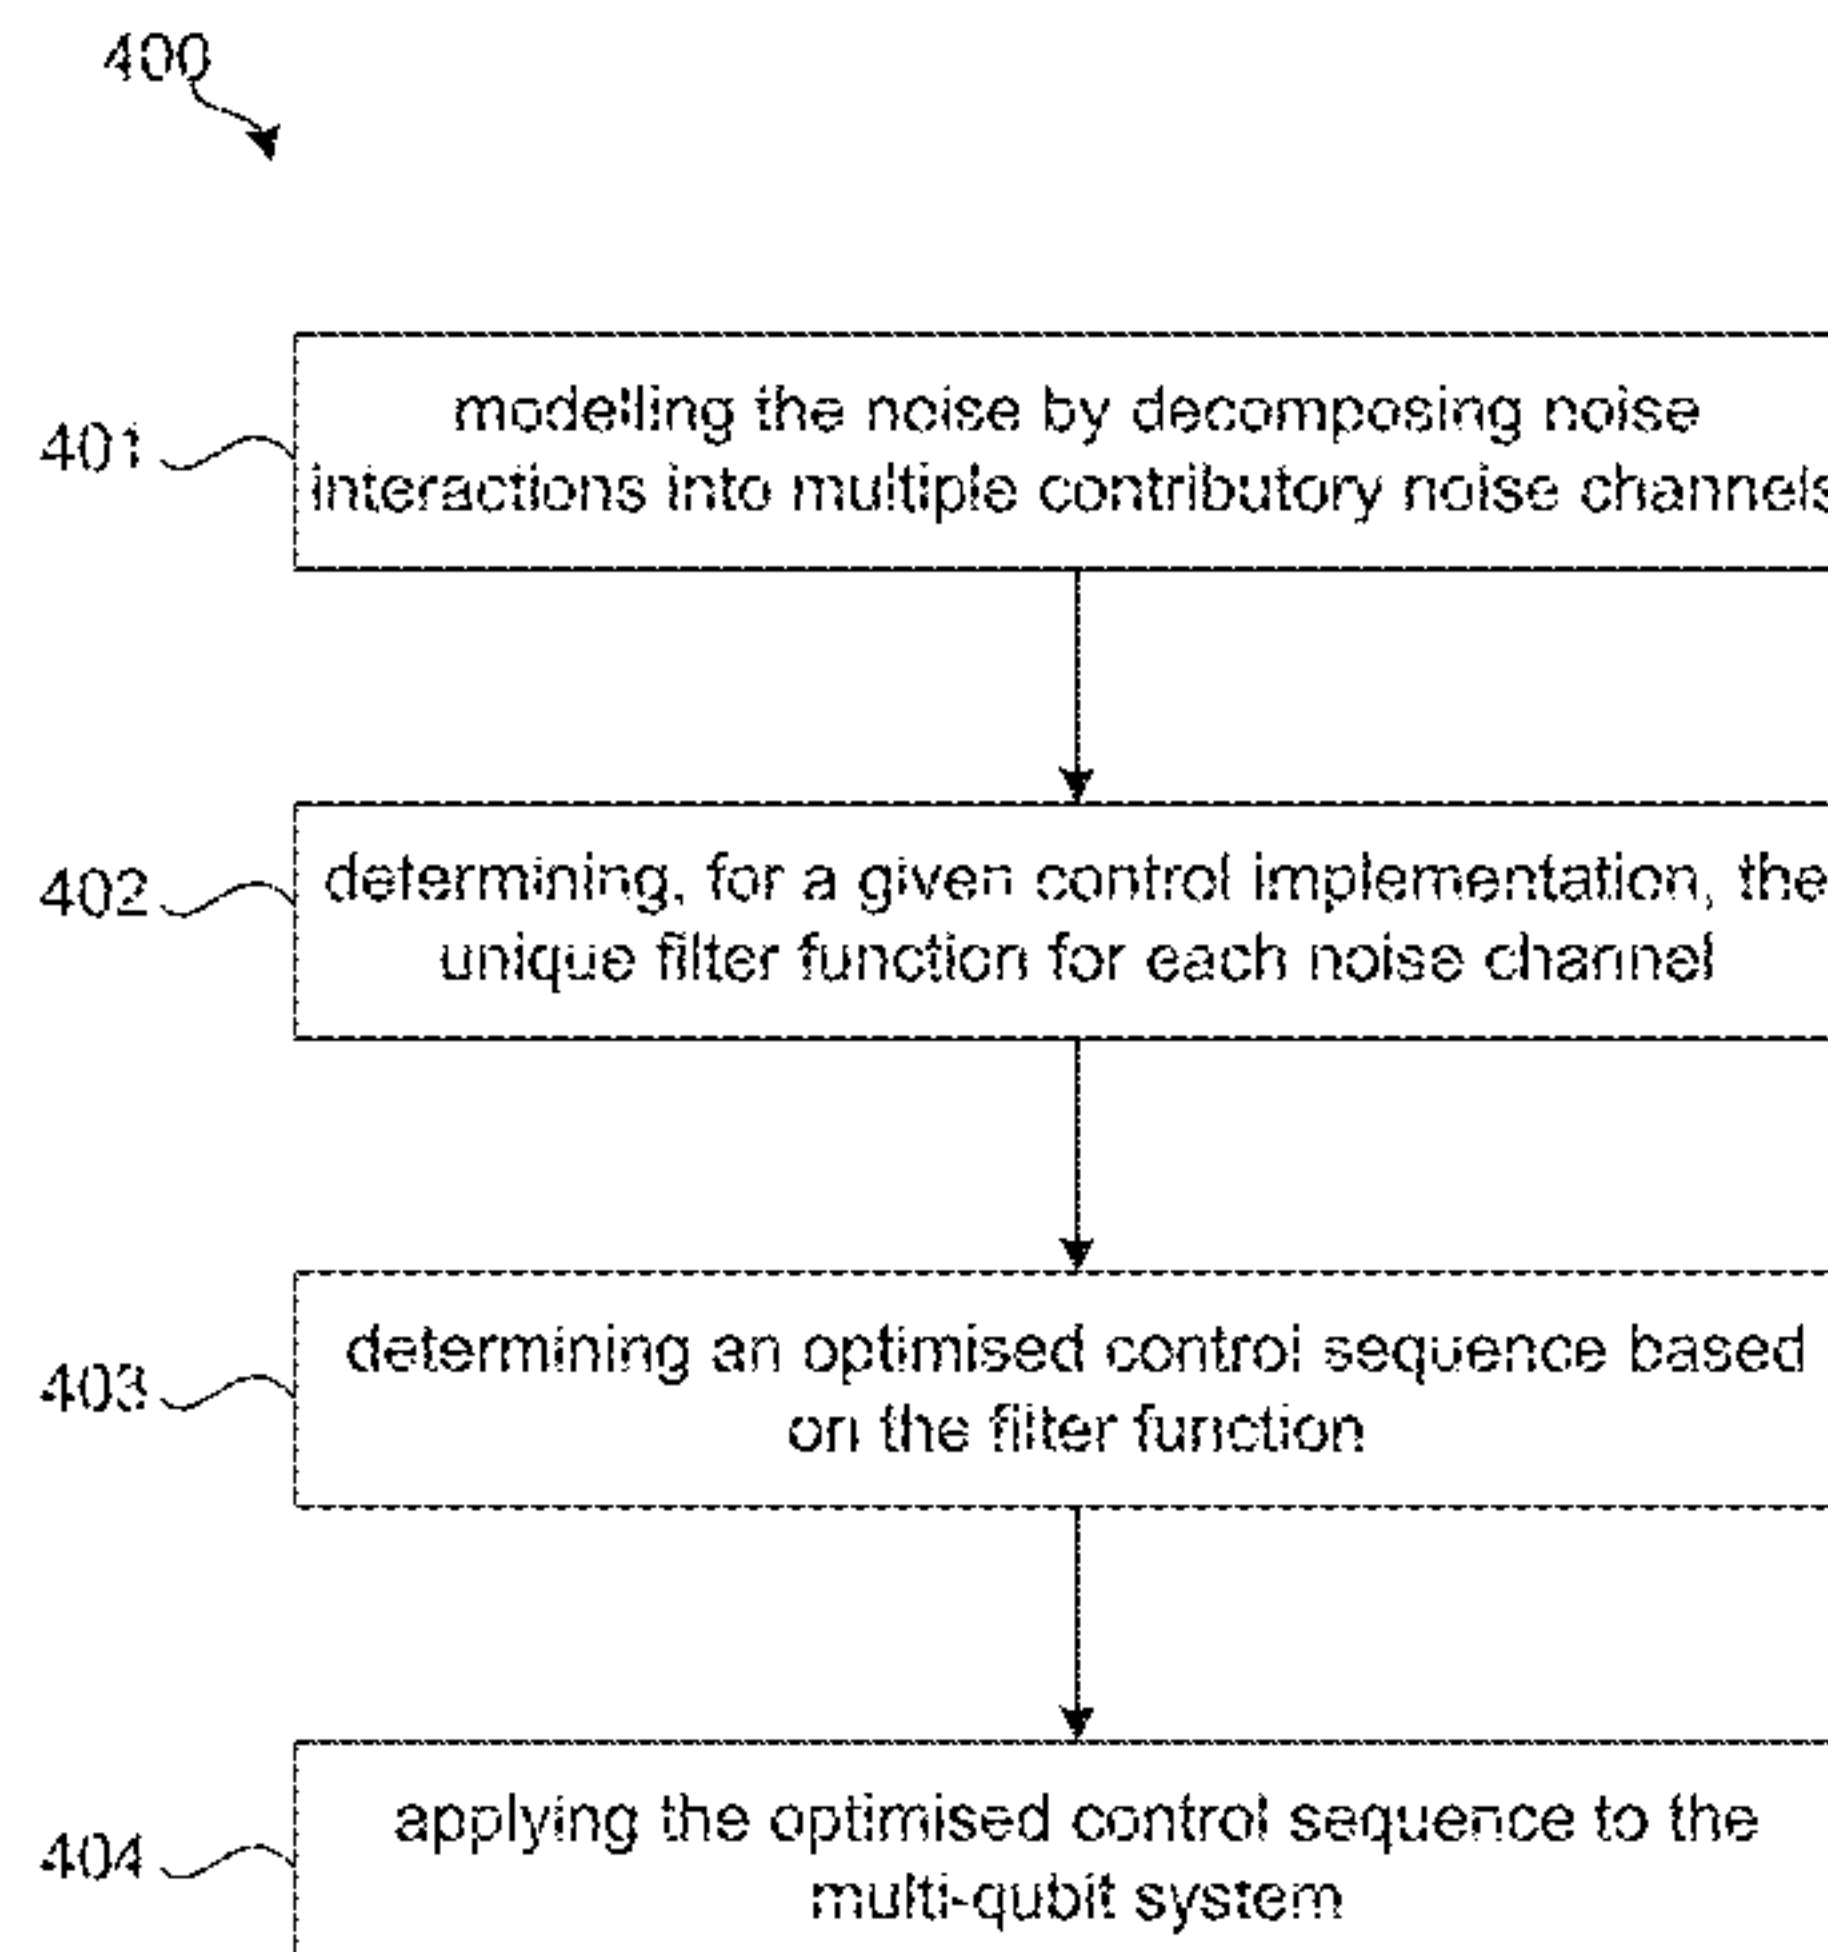 400
401
modelling the noise by decomposing noise
interactions into multiple contributory noise channels
402
determining, for a given control implementation, the
unique filter function for each noise channel
403
determining an optimised control sequence based
on the filter function
404
applying the optimised control sequence to the
multi-qubit system